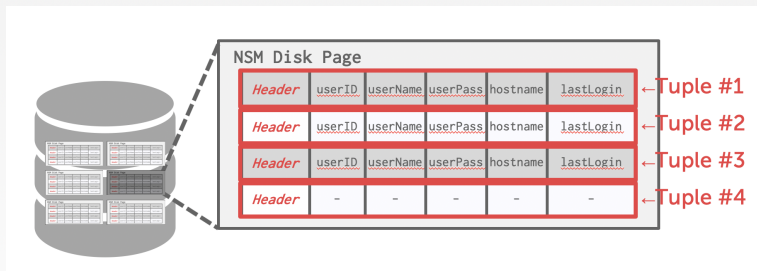 NSM Disk Page
Header userID userName userPass hostname lastLogin ←Tuple #1
Header userID userName userPass hostname lastLogin ←Tuple #2
Header userID userName userPass hostname lastLogin ←Tuple #3
Header - - - - - ←Tuple #4